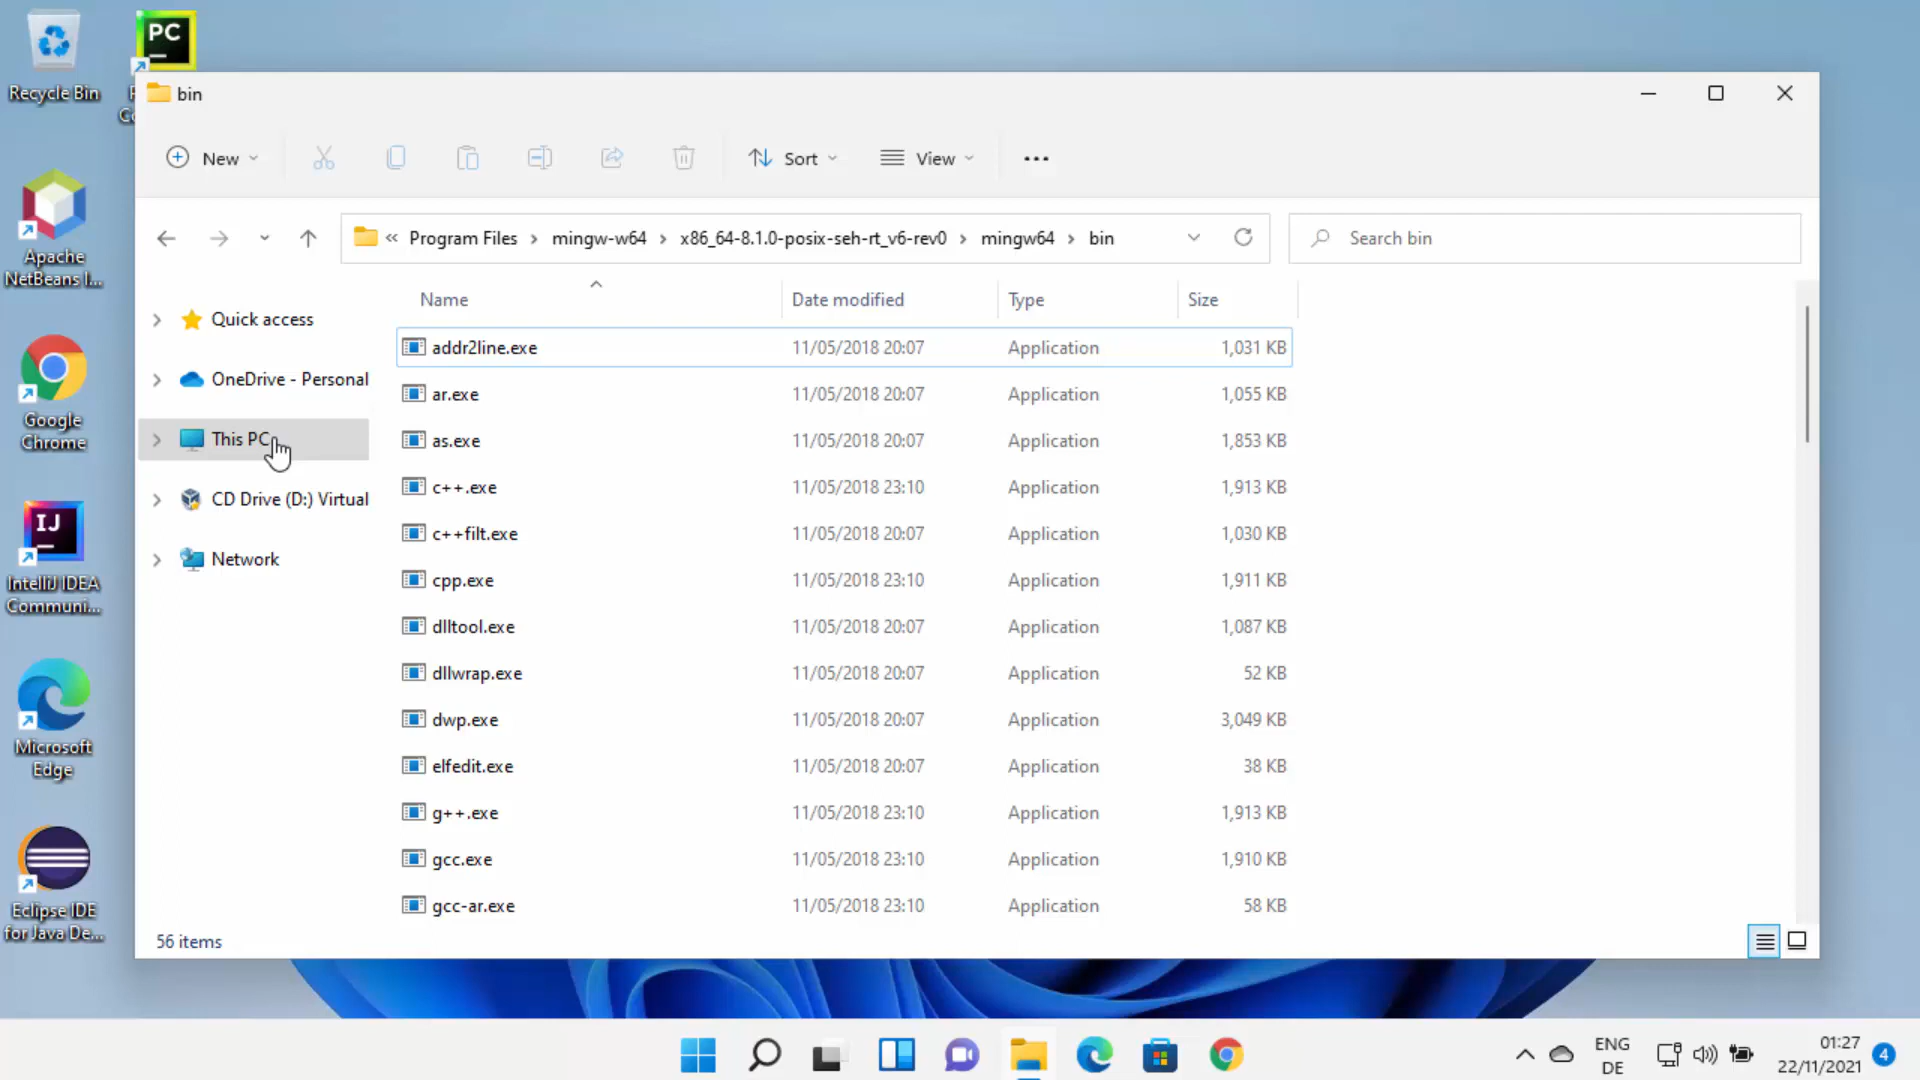 Recycle Bin
PC
Apache
NetBeans I...
Google
Chrome
IJ
IntelliJ IDEA
Communi...
Microsoft
Edge
Eclipse IDE
for Java De...
bin
New
Sort
View
« Program Files > mingw-w64 > x86_64-8.1.0-posix-seh-rt_v6-rev0 > mingw64 > bin
Search bin
Quick access
OneDrive - Personal
This PC
CD Drive (D:) Virtual
Network
Name Date modified Type Size
addr2line.exe 11/05/2018 20:07 Application 1,031 KB
ar.exe 11/05/2018 20:07 Application 1,055 KB
as.exe 11/05/2018 20:07 Application 1,853 KB
c++.exe 11/05/2018 23:10 Application 1,913 KB
c++filt.exe 11/05/2018 20:07 Application 1,030 KB
cpp.exe 11/05/2018 23:10 Application 1,911 KB
dlltool.exe 11/05/2018 20:07 Application 1,087 KB
dllwrap.exe 11/05/2018 20:07 Application 52 KB
dwp.exe 11/05/2018 20:07 Application 3,049 KB
elfedit.exe 11/05/2018 20:07 Application 38 KB
g++.exe 11/05/2018 23:10 Application 1,913 KB
gcc.exe 11/05/2018 23:10 Application 1,910 KB
gcc-ar.exe 11/05/2018 23:10 Application 58 KB
56 items
ENG
DE
01:27
22/11/2021
4